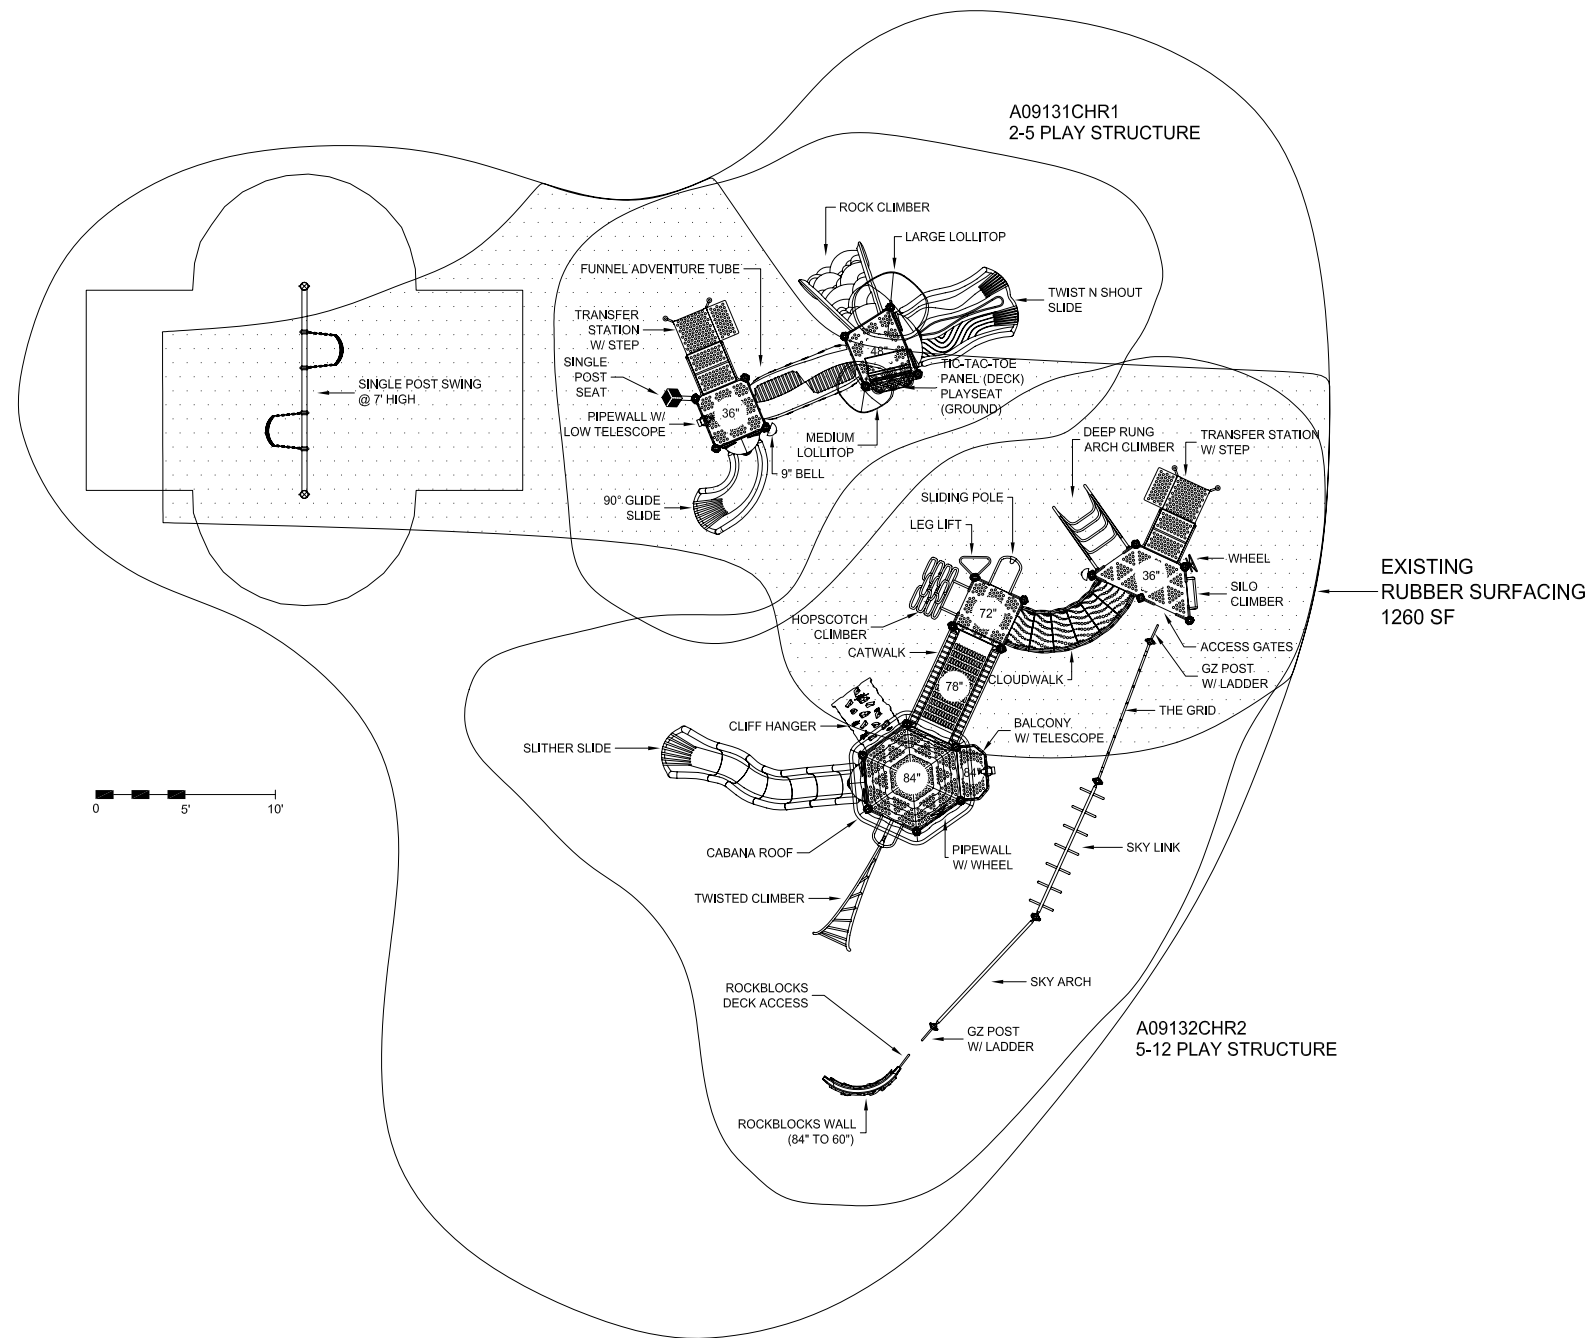 A09131CHR1
2-5 PLAY STRUCTURE
ROCK CLIMBER
LARGE LOLLITOP
FUNNEL ADVENTURE TUBE
TWIST N SHOUT
SLIDE
TRANSFER
STATION
W/ STEP
SINGLE
POST
SEAT
48"
TIC-TAC-TOE
PANEL (DECK)
PLAYSEAT
(GROUND)
SINGLE POST SWING
@ 7' HIGH
36"
PIPEWALL W/
LOW TELESCOPE
MEDIUM
LOLLITOP
9" BELL
90° GLIDE
SLIDE
DEEP RUNG
ARCH CLIMBER
TRANSFER STATION
W/ STEP
SLIDING POLE
LEG LIFT
WHEEL
36"
SILO
CLIMBER
EXISTING
RUBBER SURFACING
1260 SF
72"
HOPSCOTCH
CLIMBER
CATWALK
ACCESS GATES
CLOUDWALK
GZ POST
W/ LADDER
78"
THE GRID
CLIFF HANGER
BALCONY
W/ TELESCOPE
SLITHER SLIDE
84"
84"
0
5'
10'
CABANA ROOF
PIPEWALL
W/ WHEEL
SKY LINK
TWISTED CLIMBER
SKY ARCH
ROCKBLOCKS
DECK ACCESS
GZ POST
W/ LADDER
A09132CHR2
5-12 PLAY STRUCTURE
ROCKBLOCKS WALL
(84" TO 60")